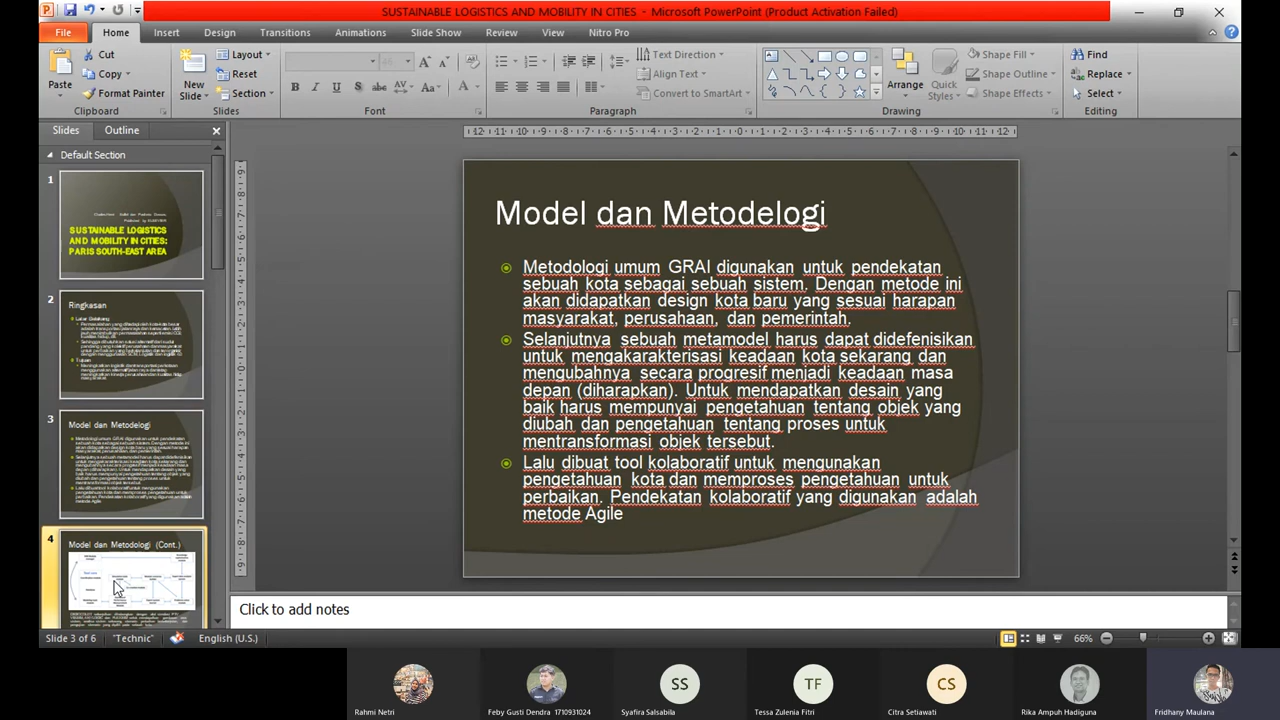 SUSTAINABLE LOGISTICS AND MOBILITY IN CITIES - Microsoft PowerPoint (Product Activation Failed)
File Home Insert Design Transitions Animations Slide Show Review View Nitro Pro
Paste
Cut
Copy
Format Painter
Clipboard
New Slide
Layout
Reset
Section
Slides
Font
Text Direction
Align Text
Convert to SmartArt
Paragraph
Arrange
Quick Styles
Shape Fill
Shape Outline
Shape Effects
Drawing
Find
Replace
Select
Editing
Slides Outline
Default Section
1
SUSTAINABLE LOGISTICS
AND MOBILITY IN CITIES:
PARIS SOUTH-EAST AREA
2
Ringkasan
3
Model dan Metodelogi
4
Model dan Metodologi (Cont.)
Model dan Metodelogi
Metodologi umum GRAI digunakan untuk pendekatan
sebuah kota sebagai sebuah sistem. Dengan metode ini
akan didapatkan design kota baru yang sesuai harapan
masyarakat, perusahaan, dan pemerintah.
Selanjutnya sebuah metamodel harus dapat didefenisikan
untuk mengakarakterisasi keadaan kota sekarang dan
mengubahnya secara progresif menjadi keadaan masa
depan (diharapkan). Untuk mendapatkan desain yang
baik harus mempunyai pengetahuan tentang objek yang
diubah dan pengetahuan tentang proses untuk
mentransformasi objek tersebut.
Lalu dibuat tool kolaboratif untuk mengunakan
pengetahuan kota dan memproses pengetahuan untuk
perbaikan. Pendekatan kolaboratif yang digunakan adalah
metode Agile
Click to add notes
Slide 3 of 6 "Technic" English (U.S.) 66%
SS TF CS
Rahmi Netri Feby Gusti Dendra 1710931024 Syafira Salsabila Tessa Zulenia Fitri Citra Setiawati Rika Ampuh Hadiguna Fridhany Maulana